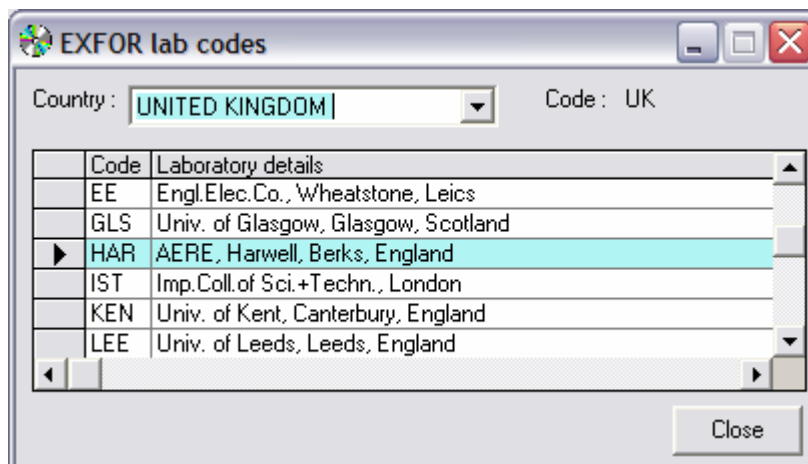 EXFOR lab codes
Country : UNITED KINGDOM Code : UK
Code Laboratory details
EE Engl.Elec.Co., Wheatstone, Leics
GLS Univ. of Glasgow, Glasgow, Scotland
HAR AERE, Harwell, Berks, England
IST Imp.Coll.of Sci.+Techn., London
KEN Univ. of Kent, Canterbury, England
LEE Univ. of Leeds, Leeds, England
Close